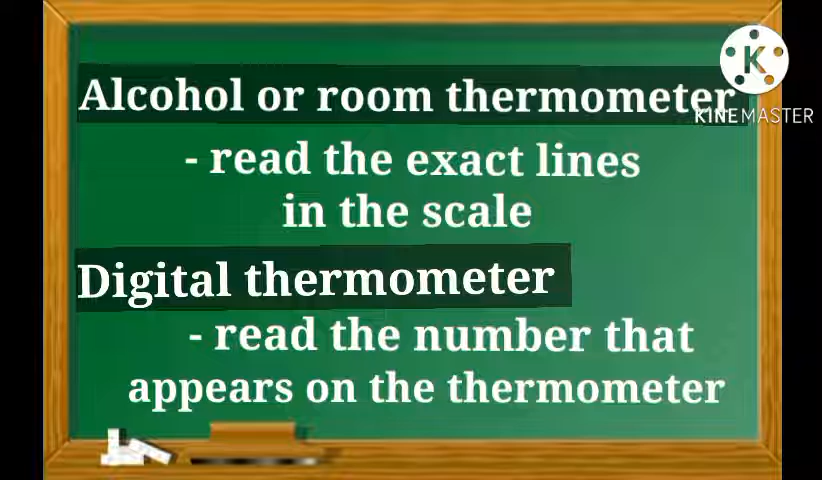 K
KINEMASTER
Alcohol or room thermometer
- read the exact lines
in the scale
Digital thermometer
- read the number that
appears on the thermometer